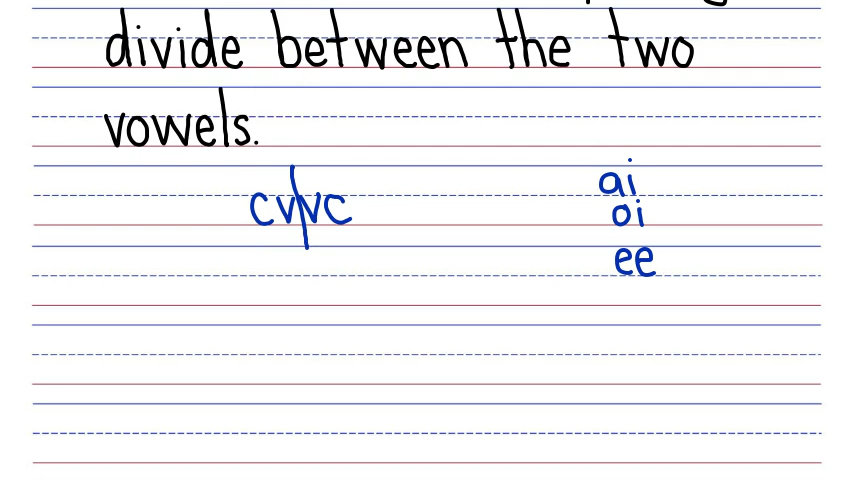 divide between the two
vowels.
cv/vc
ai
oi
ee